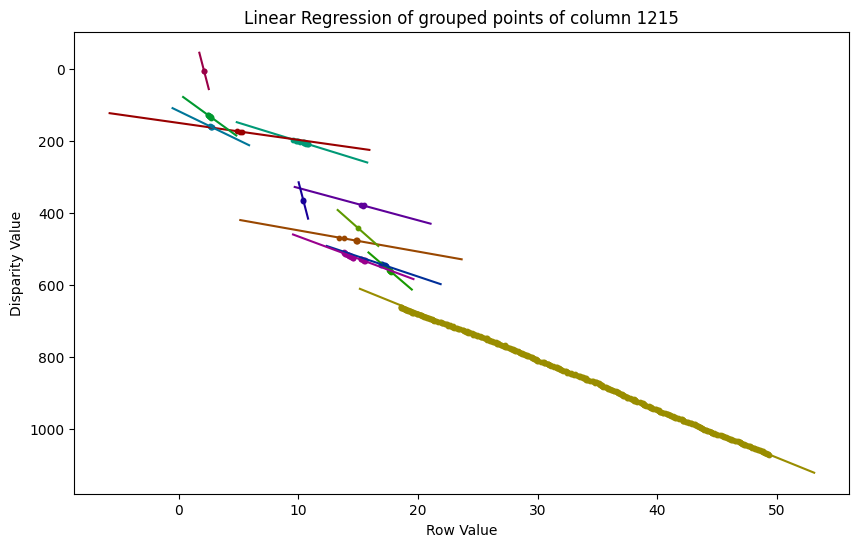 Linear Regression of grouped points of column 1215
Disparity Value
0
200
400
600
800
1000
0 10 20 30 40 50
Row Value